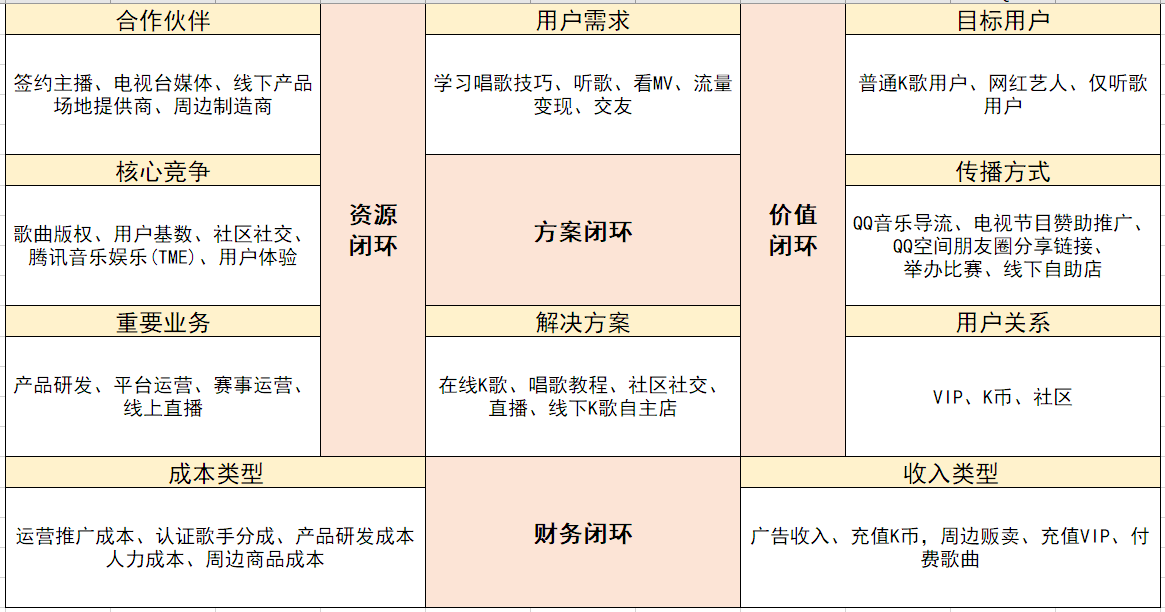 合作伙伴
签约主播、电视台媒体、线下产品
场地提供商、周边制造商
核心竞争
歌曲版权、用户基数、社区社交、
腾讯音乐娱乐(TME)、用户体验
重要业务
产品研发、平台运营、赛事运营、
线上直播
资源
闭环
用户需求
学习唱歌技巧、听歌、看MV、流量
变现、交友
方案闭环
解决方案
在线K歌、唱歌教程、社区社交、
直播、线下K歌自主店
价值
闭环
目标用户
普通K歌用户、网红艺人、仅听歌
用户
传播方式
QQ音乐导流、电视节目赞助推广、
QQ空间朋友圈分享链接、
举办比赛、线下自助店
用户关系
VIP、K币、社区
成本类型
运营推广成本、认证歌手分成、产品研发成本
人力成本、周边商品成本
财务闭环
收入类型
广告收入、充值K币，周边贩卖、充值VIP、付
费歌曲